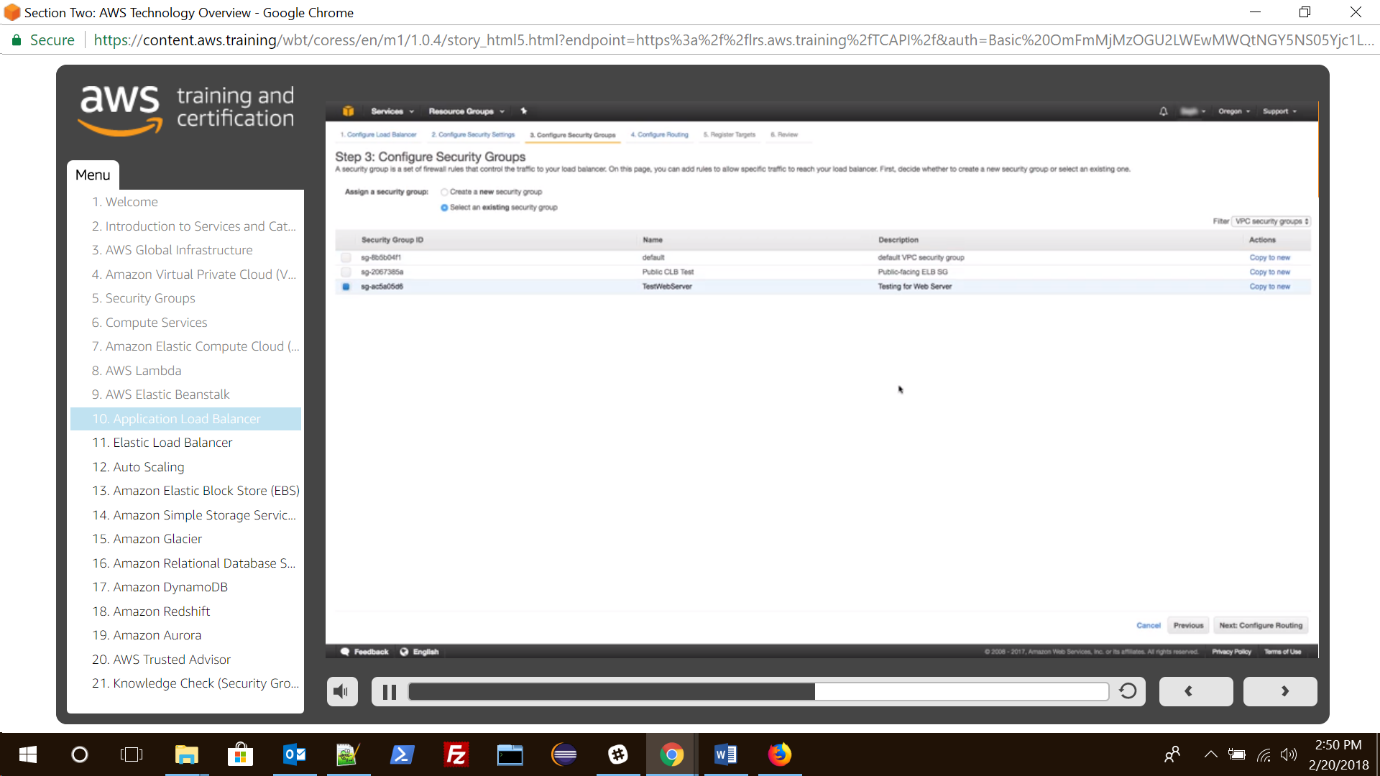 Section Two: AWS Technology Overview - Google Chrome
Secure https://content.aws.training/wbt/coress/en/m1/1.0.4/story_html5.html?endpoint=https%3a%2f%2flrs.aws.training%2fTCAPI%2f&auth=Basic%20OmFmMjMzOGU2LWEwMWQtNGY5NS05Yjc1L...
aws training and
certification
Menu
1. Welcome
2. Introduction to Services and Cat...
3. AWS Global Infrastructure
4. Amazon Virtual Private Cloud (V...
5. Security Groups
6. Compute Services
7. Amazon Elastic Compute Cloud (...
8. AWS Lambda
9. AWS Elastic Beanstalk
10. Application Load Balancer
11. Elastic Load Balancer
12. Auto Scaling
13. Amazon Elastic Block Store (EBS)
14. Amazon Simple Storage Servic...
15. Amazon Glacier
16. Amazon Relational Database S...
17. Amazon DynamoDB
18. Amazon Redshift
19. Amazon Aurora
20. AWS Trusted Advisor
21. Knowledge Check (Security Gro...
Services Resource Groups Oregon Support
1. Configure Load Balancer 2. Configure Security Settings 3. Configure Security Groups 4. Configure Routing 5. Register Targets 6. Review
Step 3: Configure Security Groups
A security group is a set of firewall rules that control the traffic to your load balancer. On this page, you can add rules to allow specific traffic to reach your load balancer. First, decide whether to create a new security group or select an existing one.
Assign a security group: Create a new security group
Select an existing security group
Filter VPC security groups
Security Group ID Name Description Actions
sg-8b5b04f1 default default VPC security group Copy to new
sg-2067385a Public CLB Test Public-facing ELB SG Copy to new
sg-ac5a05d6 TestWebServer Testing for Web Server Copy to new
Cancel Previous Next: Configure Routing
Feedback English © 2008 - 2017, Amazon Web Services, Inc. or its affiliates. All rights reserved. Privacy Policy Terms of Use
2:50 PM
2/20/2018